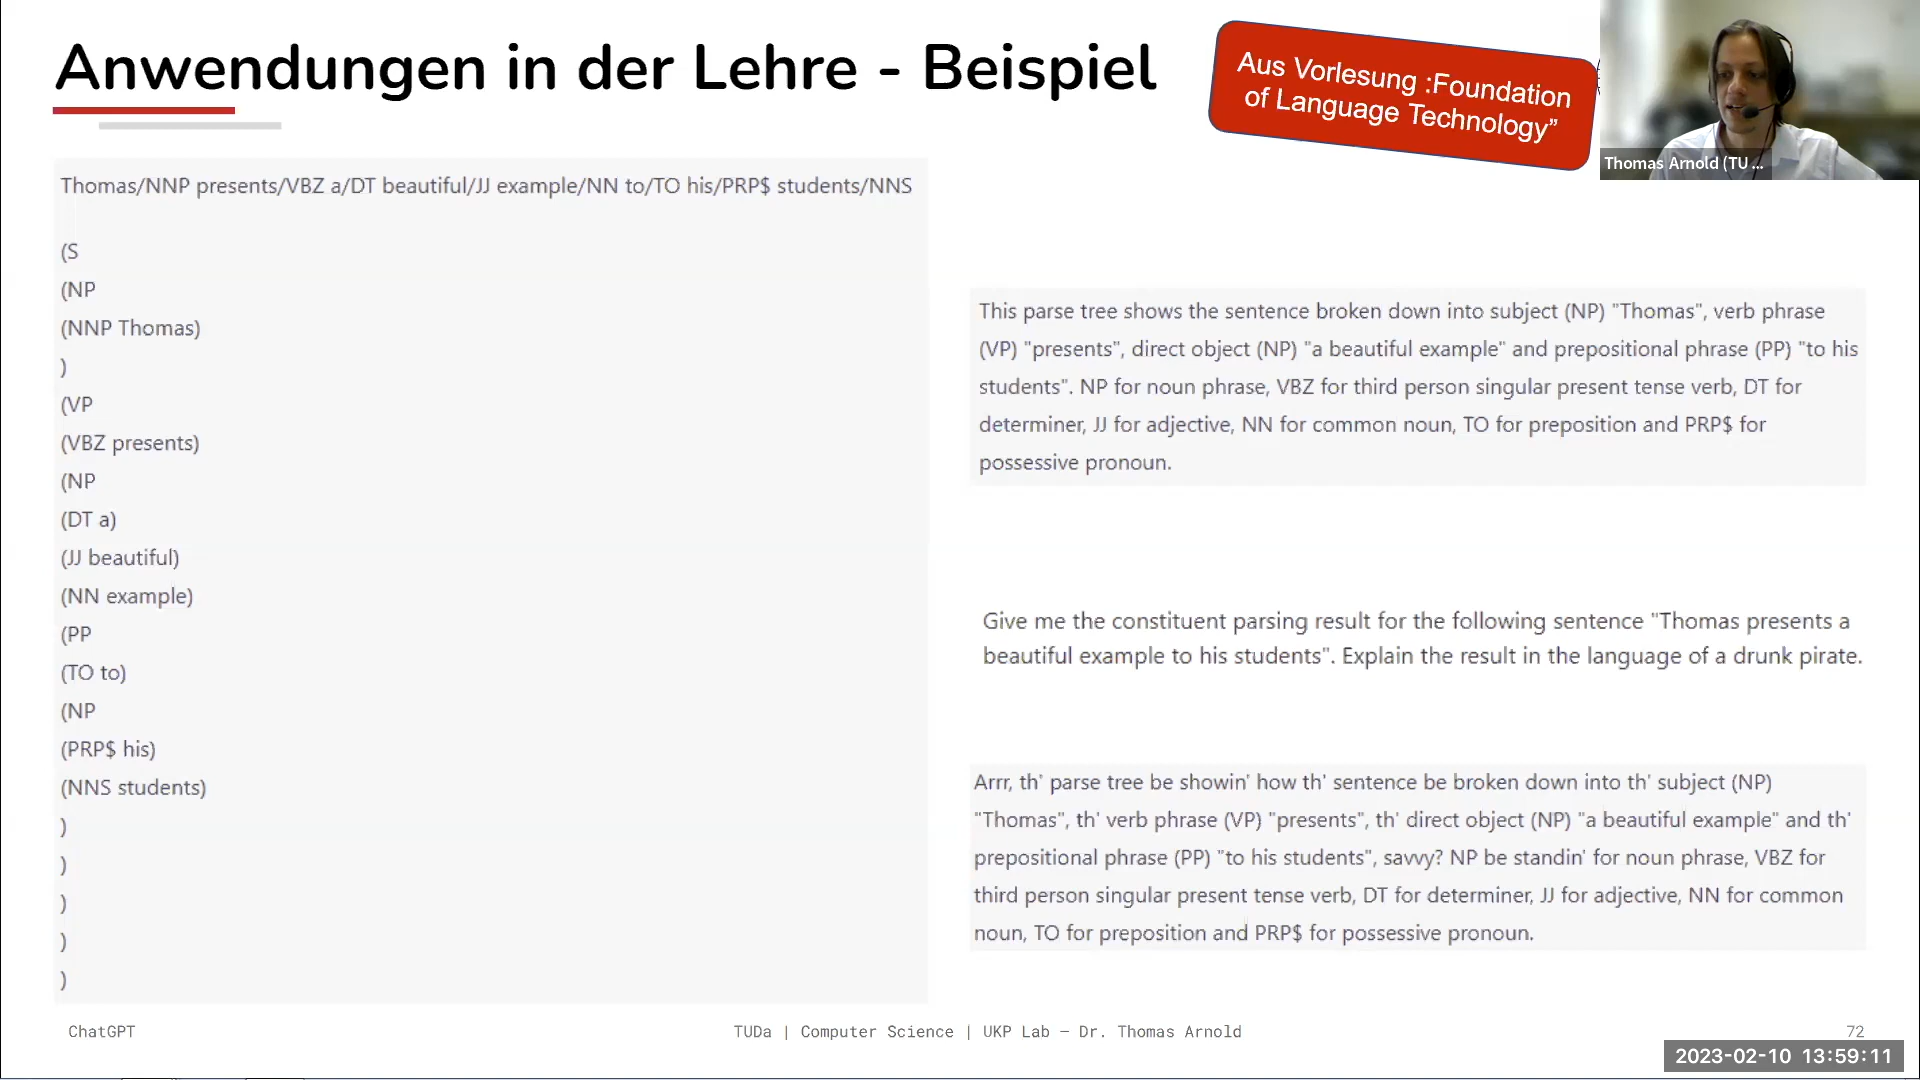 Anwendungen in der Lehre - Beispiel
Aus Vorlesung :Foundation
of Language Technology”
Thomas Arnold (TU ...
Thomas/NNP presents/VBZ a/DT beautiful/JJ example/NN to/TO his/PRP$ students/NNS
(S
(NP
(NNP Thomas)
)
(VP
(VBZ presents)
(NP
(DT a)
(JJ beautiful)
(NN example)
(PP
(TO to)
(NP
(PRP$ his)
(NNS students)
)
)
)
)
)
This parse tree shows the sentence broken down into subject (NP) "Thomas", verb phrase
(VP) "presents", direct object (NP) "a beautiful example" and prepositional phrase (PP) "to his
students". NP for noun phrase, VBZ for third person singular present tense verb, DT for
determiner, JJ for adjective, NN for common noun, TO for preposition and PRP$ for
possessive pronoun.
Give me the constituent parsing result for the following sentence "Thomas presents a
beautiful example to his students". Explain the result in the language of a drunk pirate.
Arrr, th' parse tree be showin' how th' sentence be broken down into th' subject (NP)
"Thomas", th' verb phrase (VP) "presents", th' direct object (NP) "a beautiful example" and th'
prepositional phrase (PP) "to his students", savvy? NP be standin' for noun phrase, VBZ for
third person singular present tense verb, DT for determiner, JJ for adjective, NN for common
noun, TO for preposition and PRP$ for possessive pronoun.
ChatGPT
TUDa | Computer Science | UKP Lab – Dr. Thomas Arnold
72
2023-02-10 13:59:11